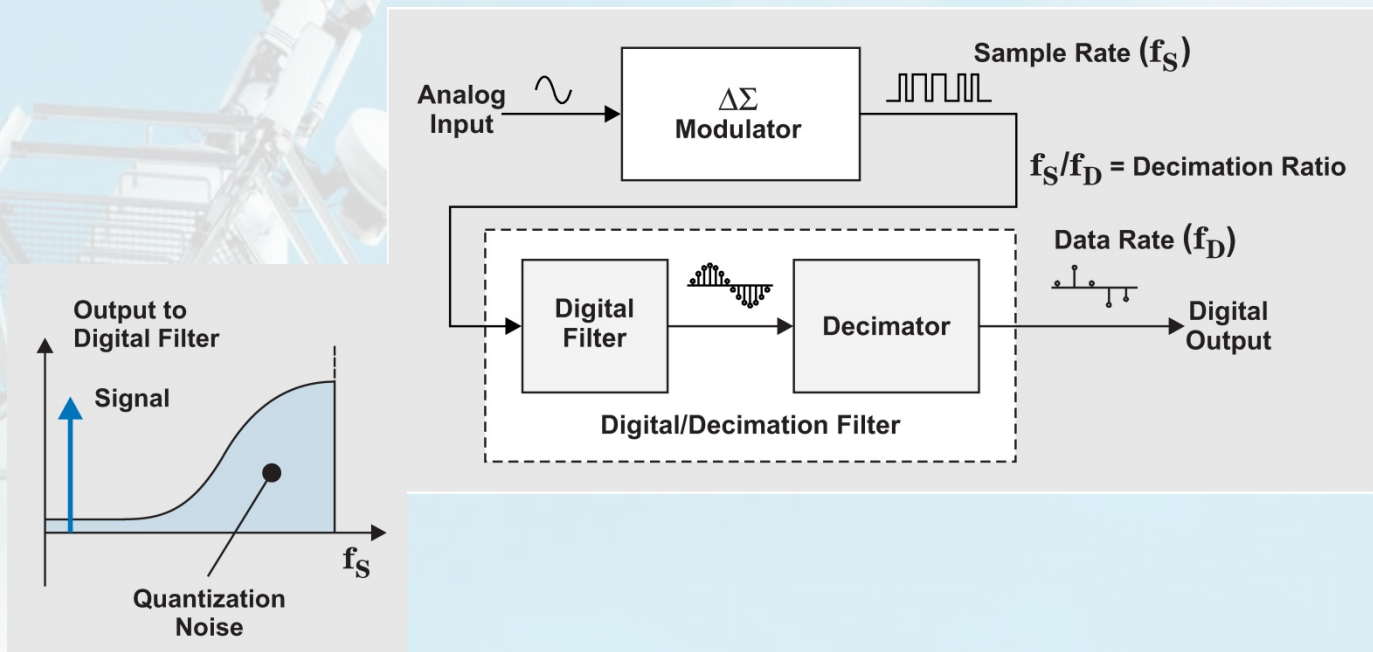 Analog
Input
ΔΣ
Modulator
Sample Rate (fS)
fS/fD = Decimation Ratio
Digital
Filter
Decimator
Data Rate (fD)
Digital
Output
Digital/Decimation Filter
Output to
Digital Filter
Signal
fS
Quantization
Noise